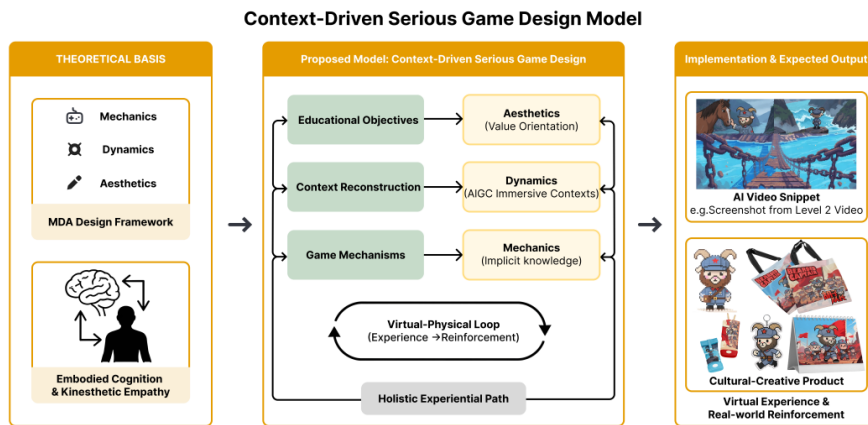 Context-Driven Serious Game Design Model
THEORETICAL BASIS
Mechanics
Dynamics
Aesthetics
MDA Design Framework
Embodied Cognition
& Kinesthetic Empathy
Proposed Model: Context-Driven Serious Game Design
Educational Objectives
Aesthetics
(Value Orientation)
Context Reconstruction
Dynamics
(AIGC Immersive Contexts)
Game Mechanisms
Mechanics
(Implicit knowledge)
Virtual-Physical Loop
(Experience →Reinforcement)
Holistic Experiential Path
Implementation & Expected Output
AI Video Snippet
e.g.Screenshot from Level 2 Video
Cultural-Creative Product
Virtual Experience &
Real-world Reinforcement